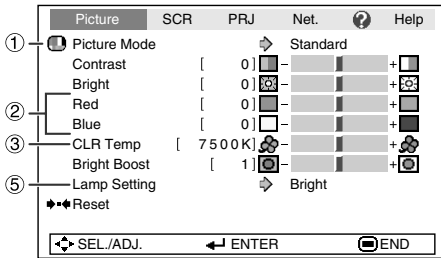 Picture SCR PRJ Net. Help
① Picture Mode Standard
Contrast [ 0] - +
Bright [ 0] - +
② Red [ 0] - +
Blue [ 0] - +
③ CLR Temp [ 7500K] - +
Bright Boost [ 1] - +
⑤ Lamp Setting Bright
Reset
SEL./ADJ. ENTER END